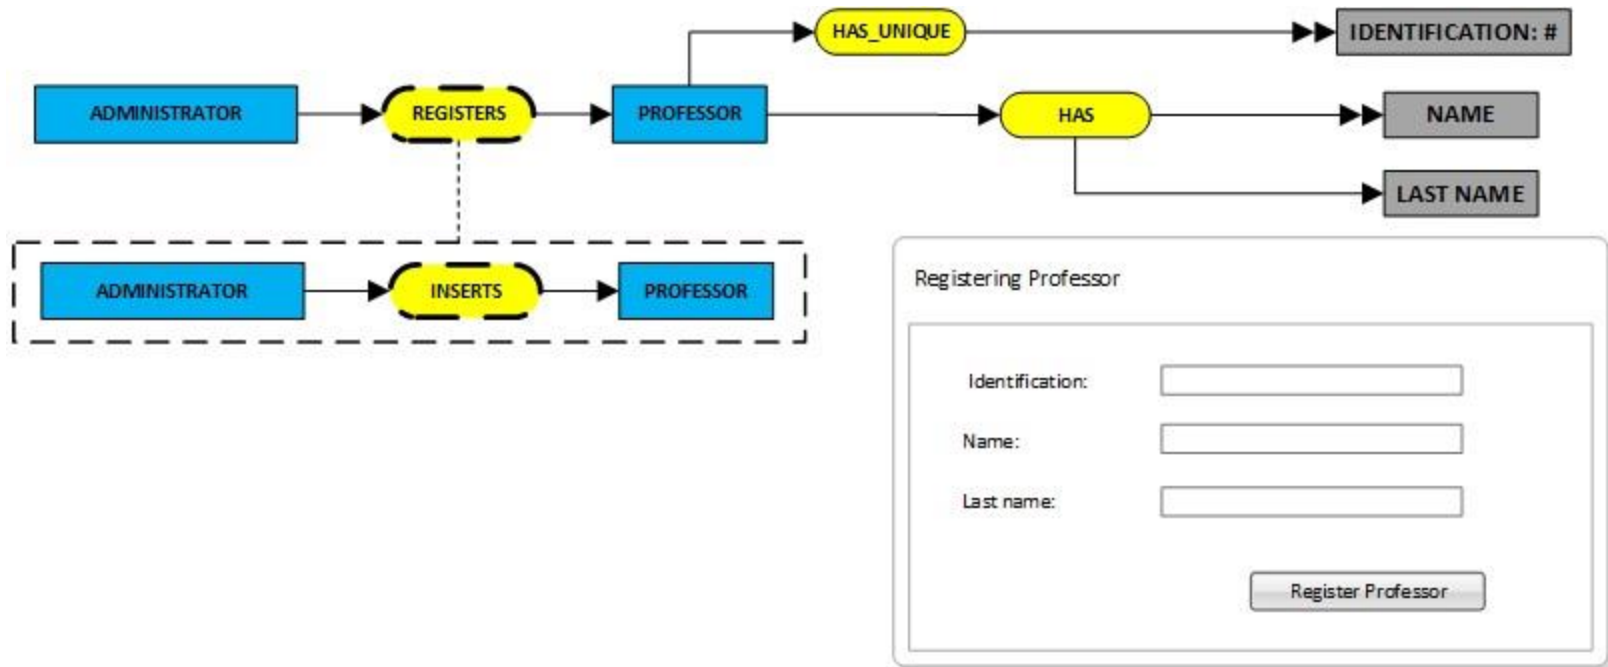 HAS_UNIQUE
IDENTIFICATION: #
ADMINISTRATOR
REGISTERS
PROFESSOR
HAS
NAME
LAST NAME
ADMINISTRATOR
INSERTS
PROFESSOR
Registering Professor
Identification:
Name:
Last name:
Register Professor